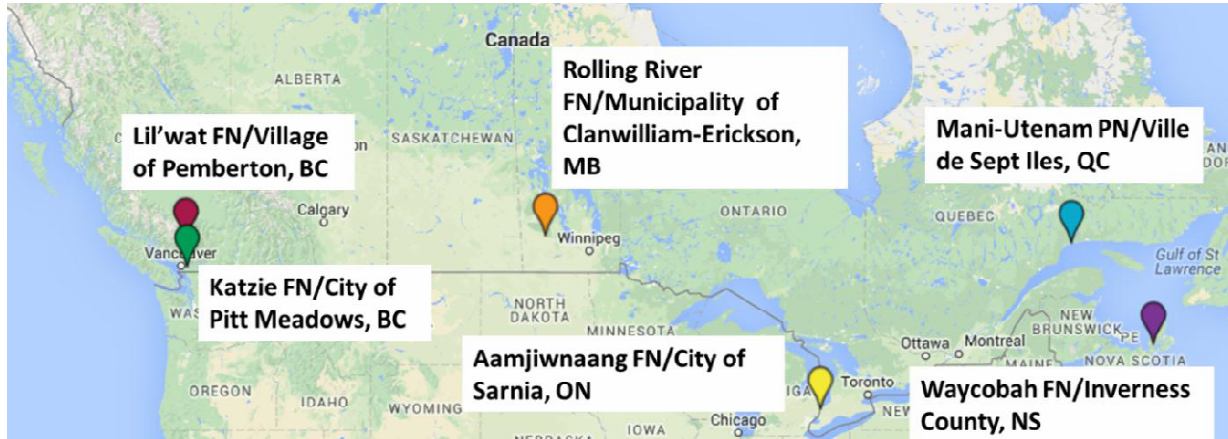 Canada
ALBERTA
SASKATCHEWAN
Lil'wat FN/Village
of Pemberton, BC
Rolling River
FN/Municipality of
Clanwilliam-Erickson,
MB
Mani-Utenam PN/Ville
de Sept Iles, QC
Calgary
Winnipeg
ONTARIO
QUEBEC
Gulf of St
Lawrence
Katzie FN/City of
Pitt Meadows, BC
NORTH
DAKOTA
MINNESOTA
Aamjiwnaang FN/City of
Sarnia, ON
Ottawa
Montreal
NEW
BRUNSWICK
PE
NOVA SCOTIA
MAINE
Toronto
Waycobah FN/Inverness
County, NS
OREGON
IDAHO
WYOMING
IOWA
Chicago